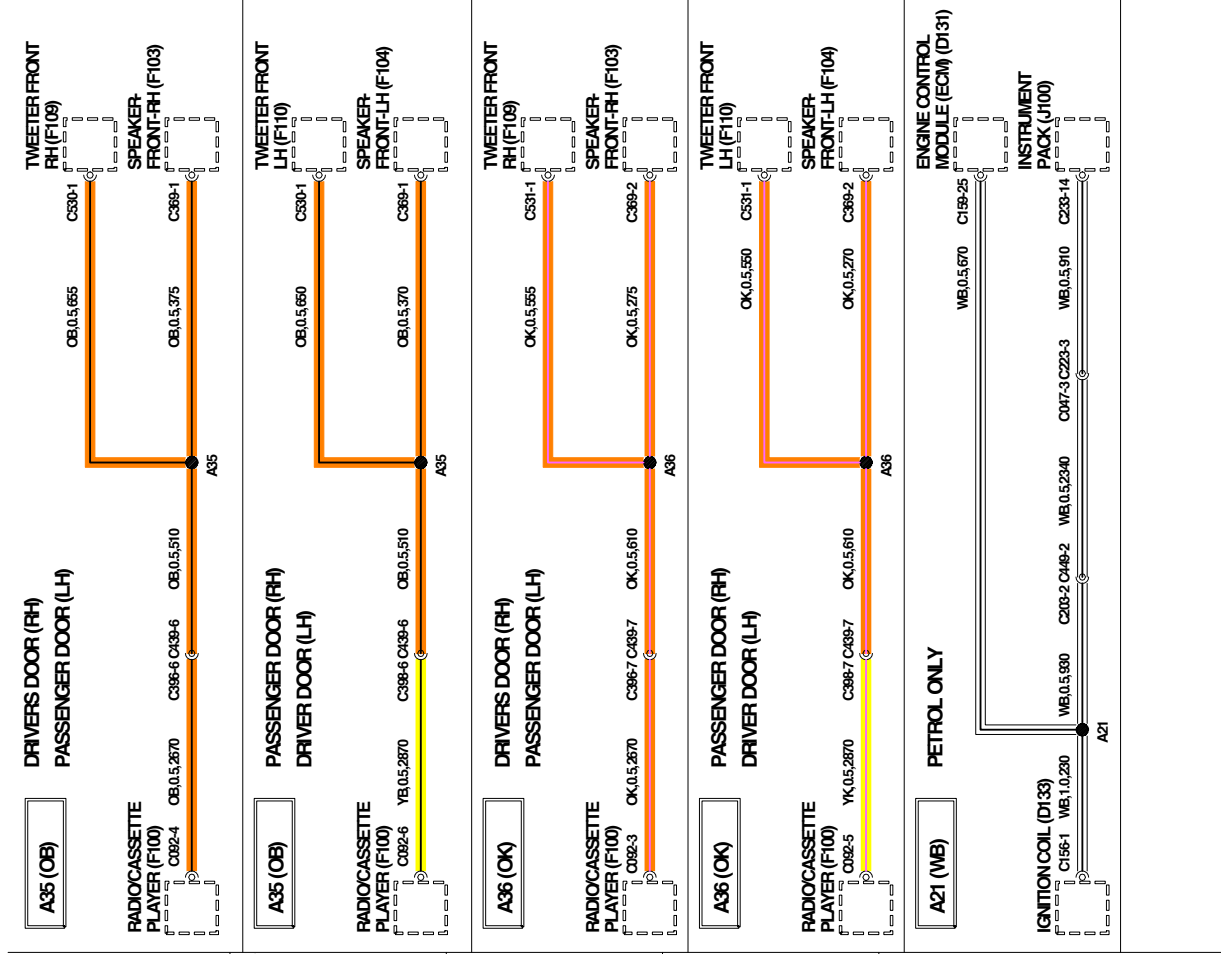 A35 (OB)
DRIVERS DOOR (RH)
PASSENGER DOOR (LH)
RADIO/CASSETTE
PLAYER (F100)
C092-4
OB,0.5,2670
C396-6
C439-6
OB,0.5,510
A35
OB,0.5,655
C530-1
TWEETER FRONT
RH (F109)
OB,0.5,375
C369-1
SPEAKER-
FRONT-RH (F103)
A35 (OB)
PASSENGER DOOR (RH)
DRIVER DOOR (LH)
RADIO/CASSETTE
PLAYER (F100)
C092-6
YB,0.5,2870
C398-6
C439-6
OB,0.5,510
A35
OB,0.5,650
C530-1
TWEETER FRONT
LH (F110)
OB,0.5,370
C369-1
SPEAKER-
FRONT-LH (F104)
A36 (OK)
DRIVERS DOOR (RH)
PASSENGER DOOR (LH)
RADIO/CASSETTE
PLAYER (F100)
C092-3
OK,0.5,2670
C396-7
C439-7
OK,0.5,610
A36
OK,0.5,555
C531-1
TWEETER FRONT
RH (F109)
OK,0.5,275
C369-2
SPEAKER-
FRONT-RH (F103)
A36 (OK)
PASSENGER DOOR (RH)
DRIVER DOOR (LH)
RADIO/CASSETTE
PLAYER (F100)
C092-5
YK,0.5,2870
C398-7
C439-7
OK,0.5,610
A36
OK,0.5,550
C531-1
TWEETER FRONT
LH (F110)
OK,0.5,270
C369-2
SPEAKER-
FRONT-LH (F104)
A21 (WB)
PETROL ONLY
IGNITION COIL (D133)
C156-1
WB,1.0,230
A21
WB,0.5,670
C159-25
ENGINE CONTROL
MODULE (ECM) (D131)
WB,0.5,930
C203-2
C449-2
WB,0.5,2340
C047-3
C223-3
WB,0.5,910
C233-14
INSTRUMENT
PACK (J100)